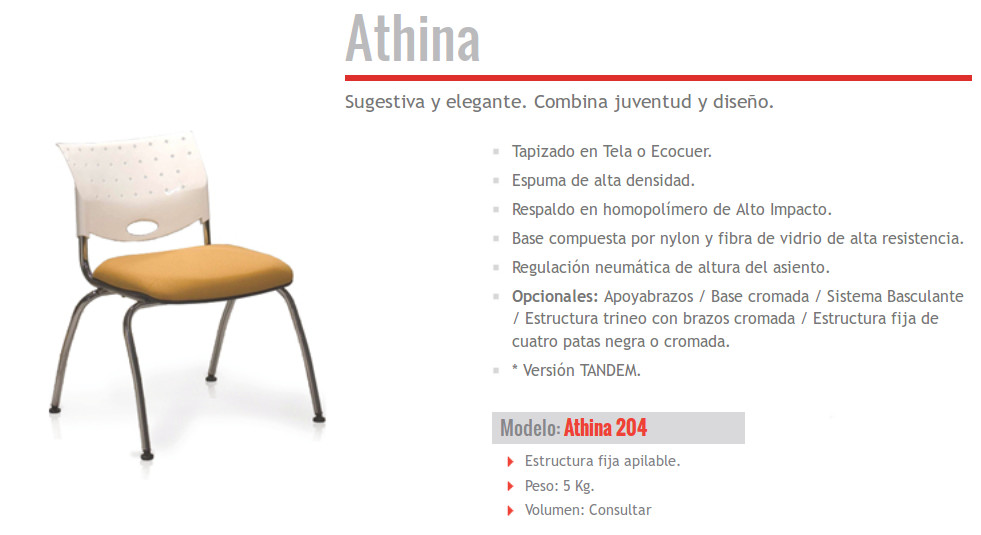 Athina
Sugestiva y elegante. Combina juventud y diseño.
Tapizado en Tela o Ecocuer.
Espuma de alta densidad.
Respaldo en homopolímero de Alto Impacto.
Base compuesta por nylon y fibra de vidrio de alta resistencia.
Regulación neumática de altura del asiento.
Opcionales: Apoyabrazos / Base cromada / Sistema Basculante
/ Estructura trineo con brazos cromada / Estructura fija de
cuatro patas negra o cromada.
* Versión TANDEM.
Modelo: Athina 204
Estructura fija apilable.
Peso: 5 Kg.
Volumen: Consultar